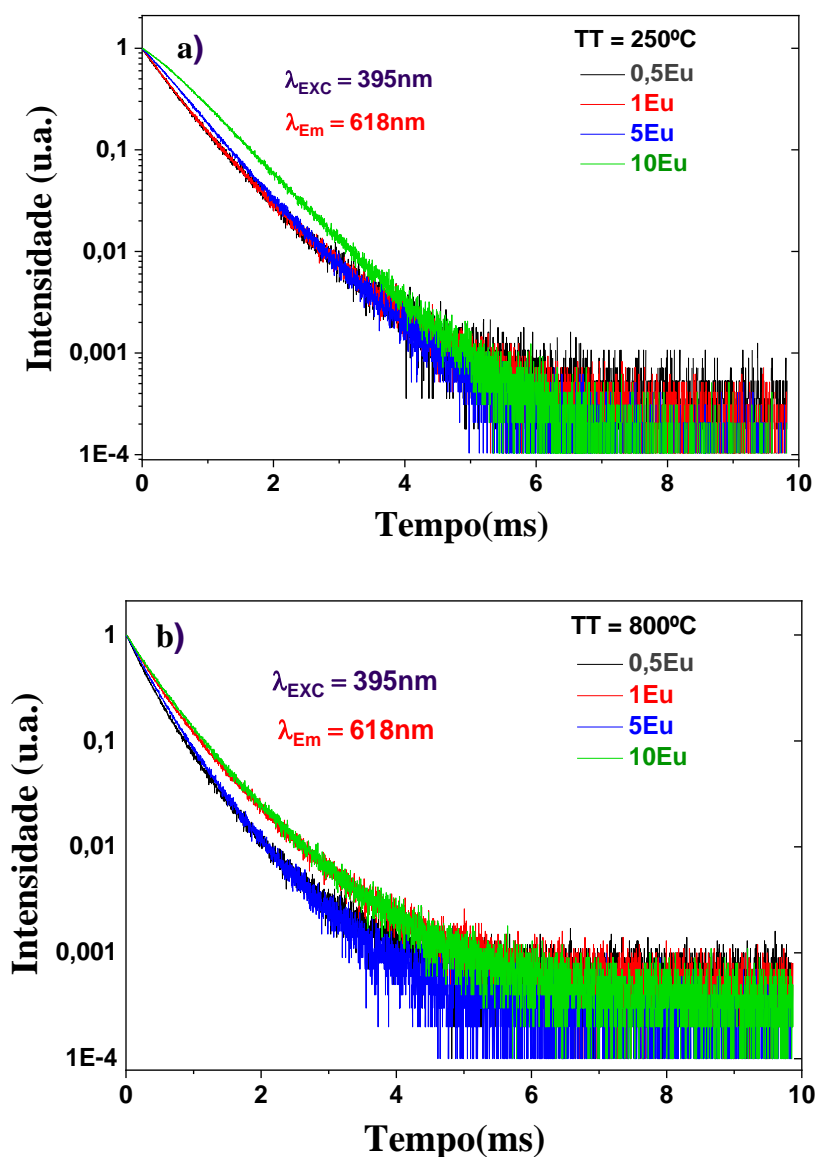 a)
TT = 250ºC
0,5Eu
1Eu
5Eu
10Eu
λEXC = 395nm
λEm = 618nm
Intensidade (u.a.)
1
0,1
0,01
0,001
1E-4
0 2 4 6 8 10
Tempo(ms)
b)
TT = 800ºC
0,5Eu
1Eu
5Eu
10Eu
λEXC = 395nm
λEm = 618nm
Intensidade (u.a.)
1
0,1
0,01
0,001
1E-4
0 2 4 6 8 10
Tempo(ms)